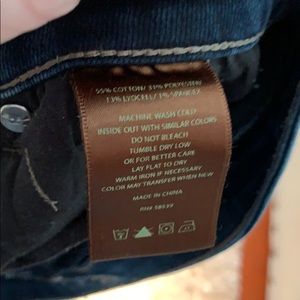 55% COTTON/ 31% POLYESTER/
13% LYOCELL/ 1% SPANDEX
MACHINE WASH COLD
INSIDE OUT WITH SIMILAR COLORS
DO NOT BLEACH
TUMBLE DRY LOW
OR FOR BETTER CARE
LAY FLAT TO DRY
WARM IRON IF NECESSARY
COLOR MAY TRANSFER WHEN NEW
MADE IN CHINA
RN# 58639